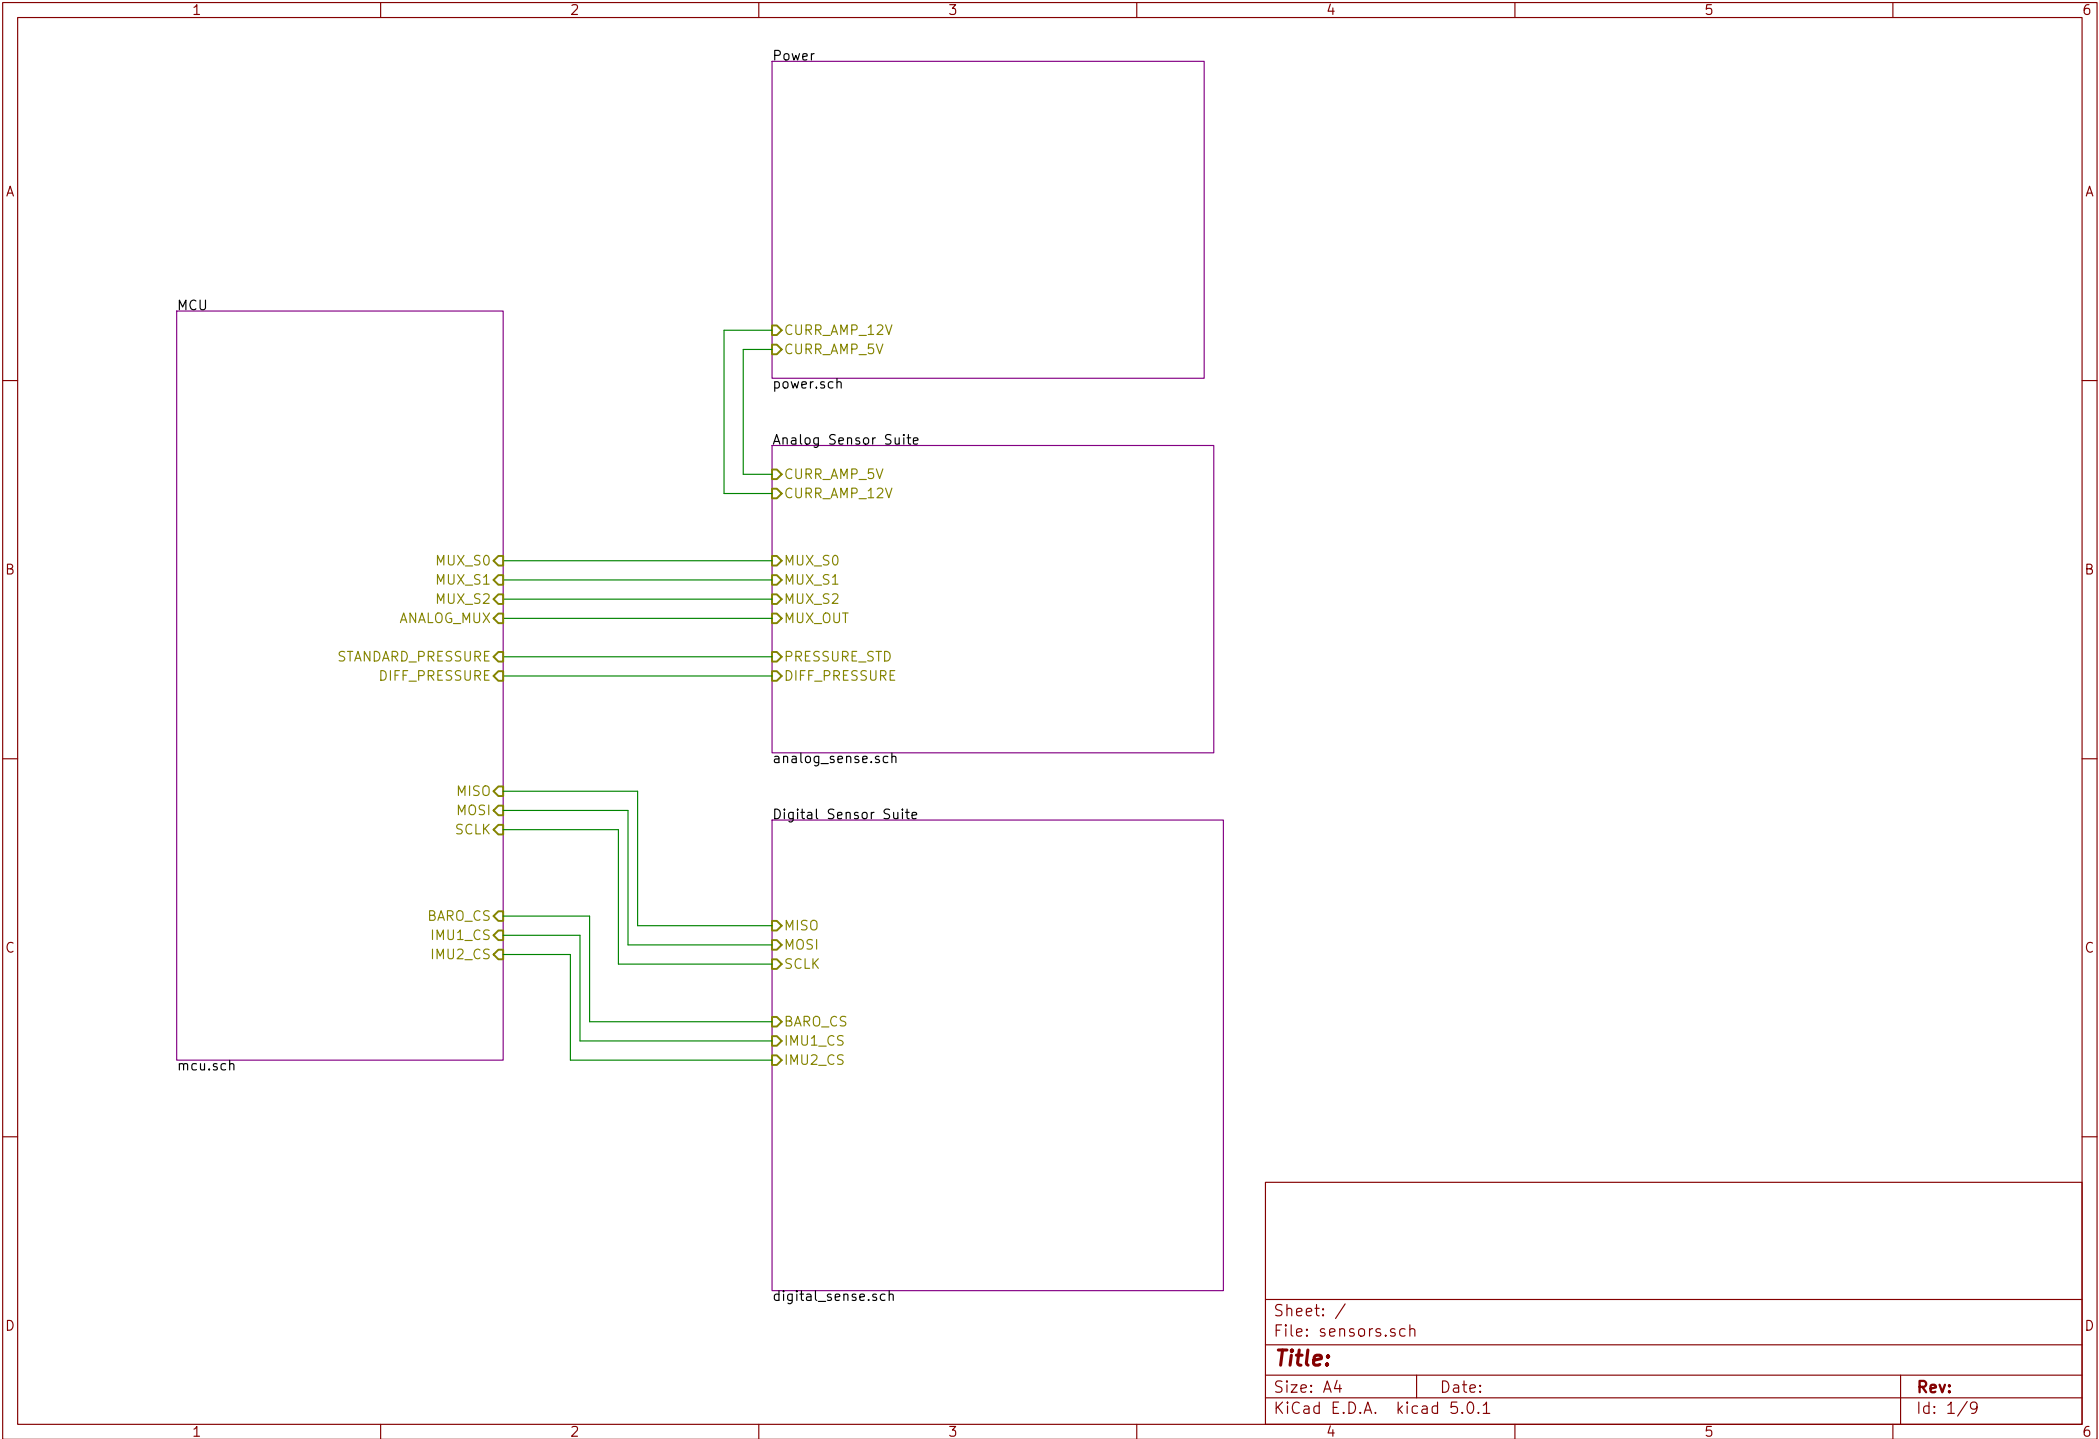 1 2 3 4 5 6
A
B
C
D
A
B
C
D
Power
CURR_AMP_12V
CURR_AMP_5V
power.sch
MCU
MUX_S0
MUX_S1
MUX_S2
ANALOG_MUX
STANDARD_PRESSURE
DIFF_PRESSURE
MISO
MOSI
SCLK
BARO_CS
IMU1_CS
IMU2_CS
mcu.sch
Analog Sensor Suite
CURR_AMP_5V
CURR_AMP_12V
MUX_S0
MUX_S1
MUX_S2
MUX_OUT
PRESSURE_STD
DIFF_PRESSURE
analog_sense.sch
Digital Sensor Suite
MISO
MOSI
SCLK
BARO_CS
IMU1_CS
IMU2_CS
digital_sense.sch
Sheet: /
File: sensors.sch
Title:
Size: A4 Date: Rev:
KiCad E.D.A. kicad 5.0.1 Id: 1/9
1 2 3 4 5 6